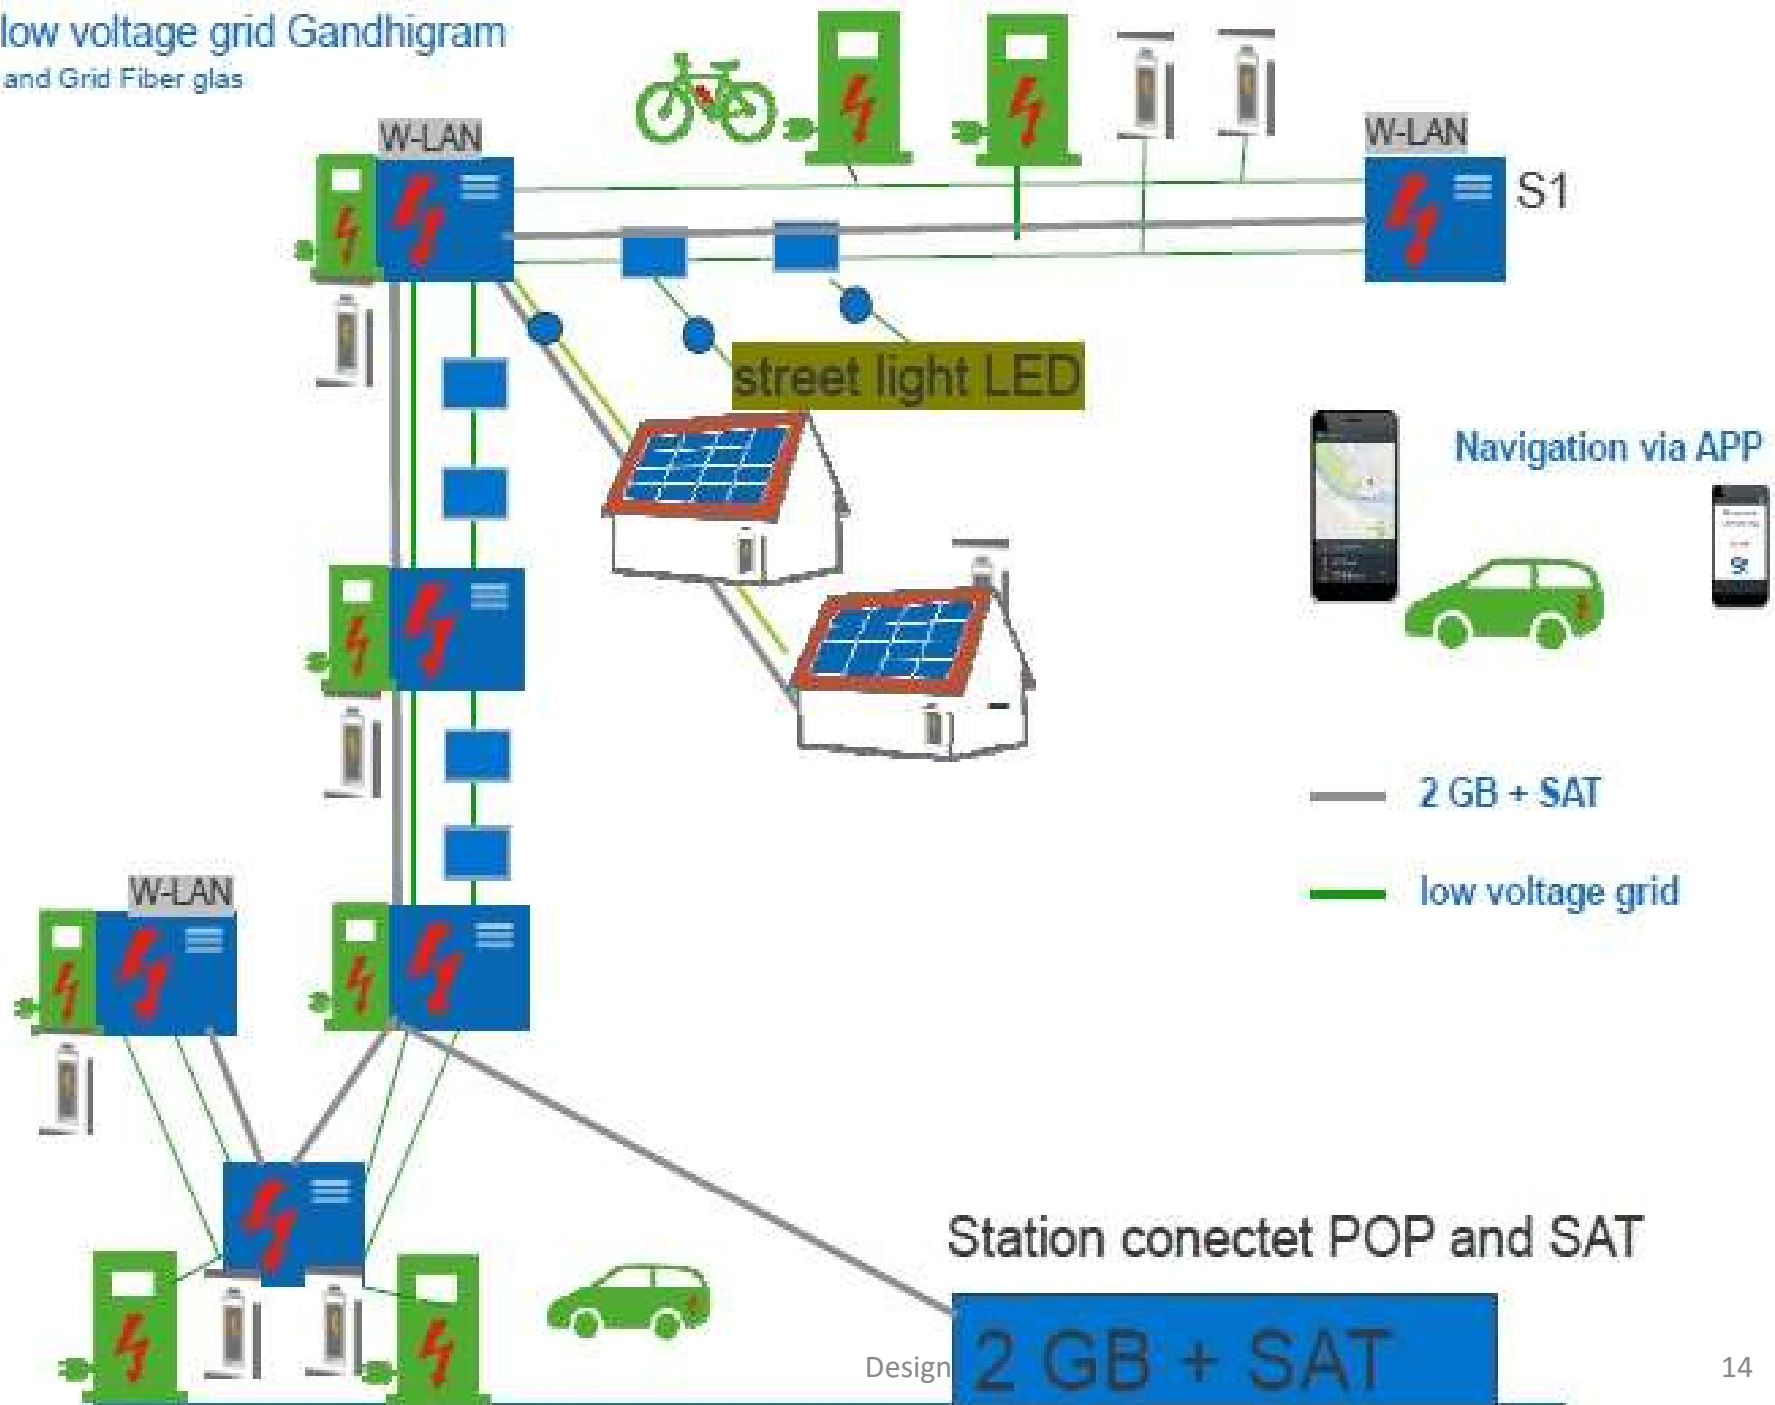 low voltage grid Gandhigram
and Grid Fiber glas
W-LAN
W-LAN
S1
street light LED
Navigation via APP
2 GB + SAT
low voltage grid
W-LAN
Station conectet POP and SAT
2 GB + SAT
Design
14